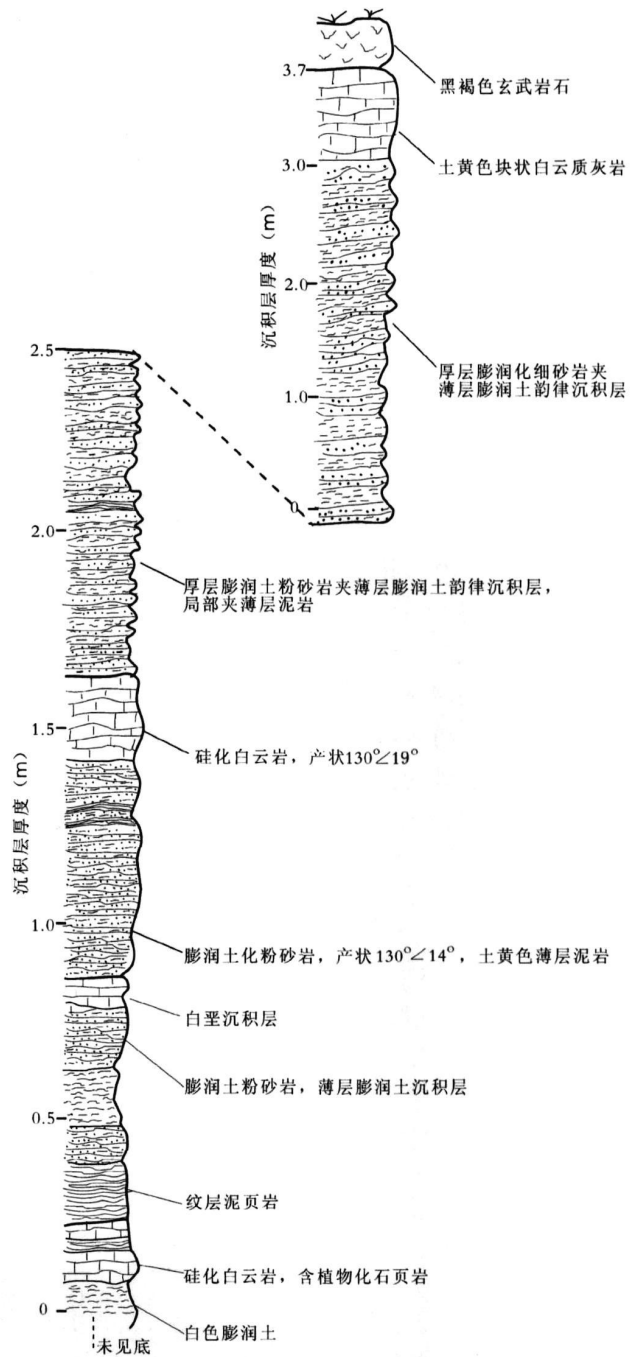 3.7
黑褐色玄武岩石
土黄色块状白云质灰岩
3.0
沉积层厚度（m）
2.0
厚层膨润化细砂岩夹
薄层膨润土韵律沉积层
1.0
0
2.5
2.0
厚层膨润土粉砂岩夹薄层膨润土韵律沉积层，
局部夹薄层泥岩
1.5
硅化白云岩，产状130°∠19°
沉积层厚度（m）
1.0
膨润土化粉砂岩，产状130°∠14°，土黄色薄层泥岩
白垩沉积层
膨润土粉砂岩，薄层膨润土沉积层
0.5
纹层泥页岩
硅化白云岩，含植物化石页岩
0
白色膨润土
未见底